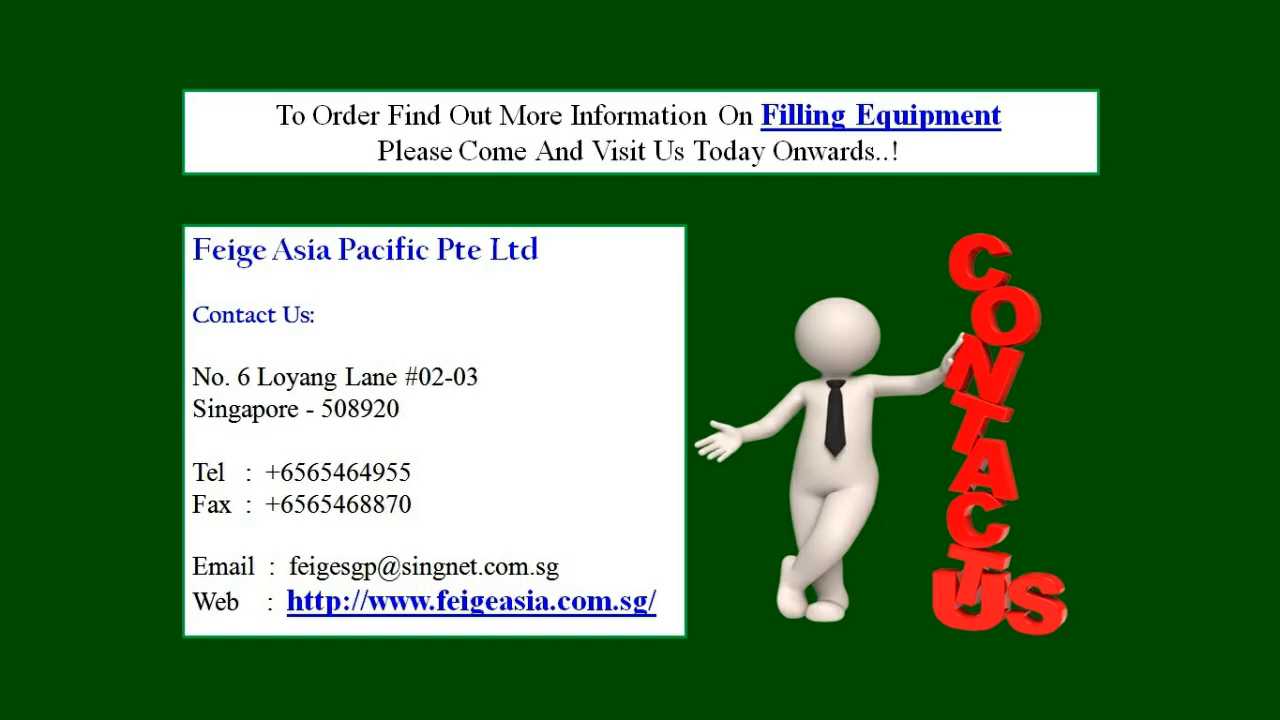 To Order Find Out More Information On Filling Equipment
Please Come And Visit Us Today Onwards..!
Feige Asia Pacific Pte Ltd
Contact Us:
No. 6 Loyang Lane #02-03
Singapore - 508920
Tel : +6565464955
Fax : +6565468870
Email : feigesgp@singnet.com.sg
Web : http://www.feigeasia.com.sg/
CONTACT
US